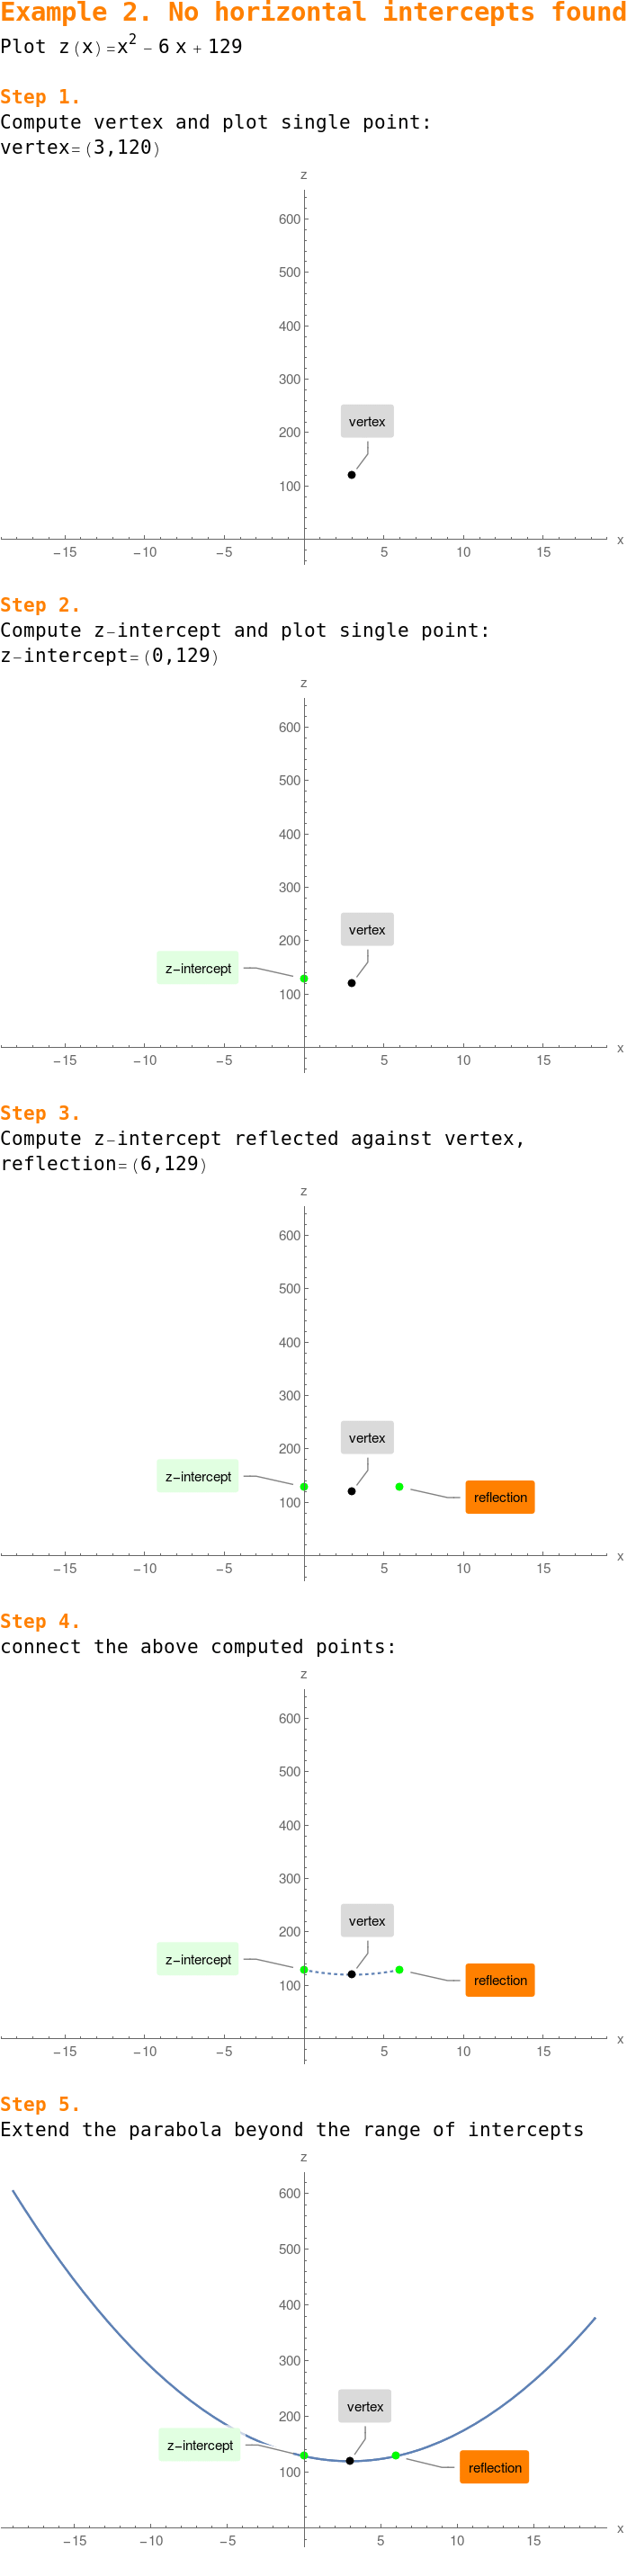 Example 2. No horizontal intercepts found
Plot z(x)=x² − 6 x + 129
Step 1.
Compute vertex and plot single point:
vertex=(3,120)
z
600
500
400
300
vertex
200
100
−15 −10 −5 5 10 15 x
Step 2.
Compute z−intercept and plot single point:
z−intercept=(0,129)
z
600
500
400
300
vertex
200
z−intercept
100
−15 −10 −5 5 10 15 x
Step 3.
Compute z−intercept reflected against vertex,
reflection=(6,129)
z
600
500
400
300
vertex
200
z−intercept
reflection
100
−15 −10 −5 5 10 15 x
Step 4.
connect the above computed points:
z
600
500
400
300
vertex
200
z−intercept
reflection
100
−15 −10 −5 5 10 15 x
Step 5.
Extend the parabola beyond the range of intercepts
z
600
500
400
300
vertex
200
z−intercept
reflection
100
−15 −10 −5 5 10 15 x